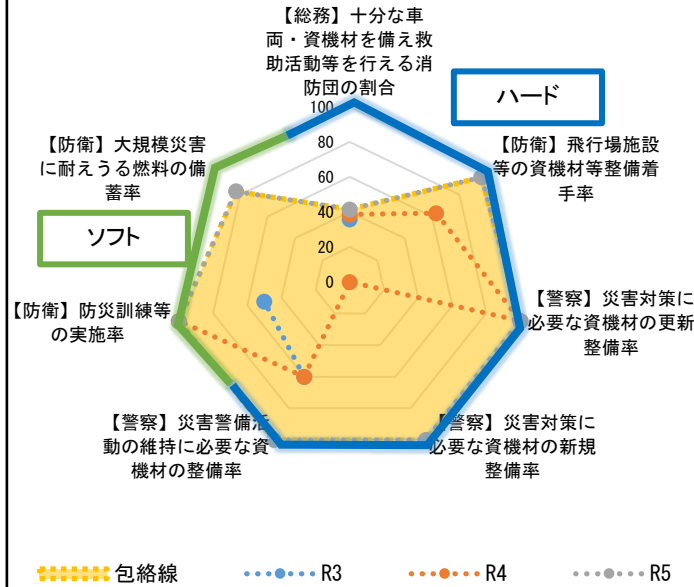 【総務】十分な車
両・資機材を備え救
助活動等を行える消
防団の割合
ハード
100
80
60
40
20
0
【防衛】飛行場施設
等の資機材等整備着
手率
【警察】災害対策に
必要な資機材の更新
整備率
【警察】災害対策に
必要な資機材の新規
整備率
【警察】災害警備活
動の維持に必要な資
機材の整備率
【防衛】防災訓練等
の実施率
ソフト
【防衛】大規模災害
に耐えうる燃料の備
蓄率
包絡線
R3
R4
R5